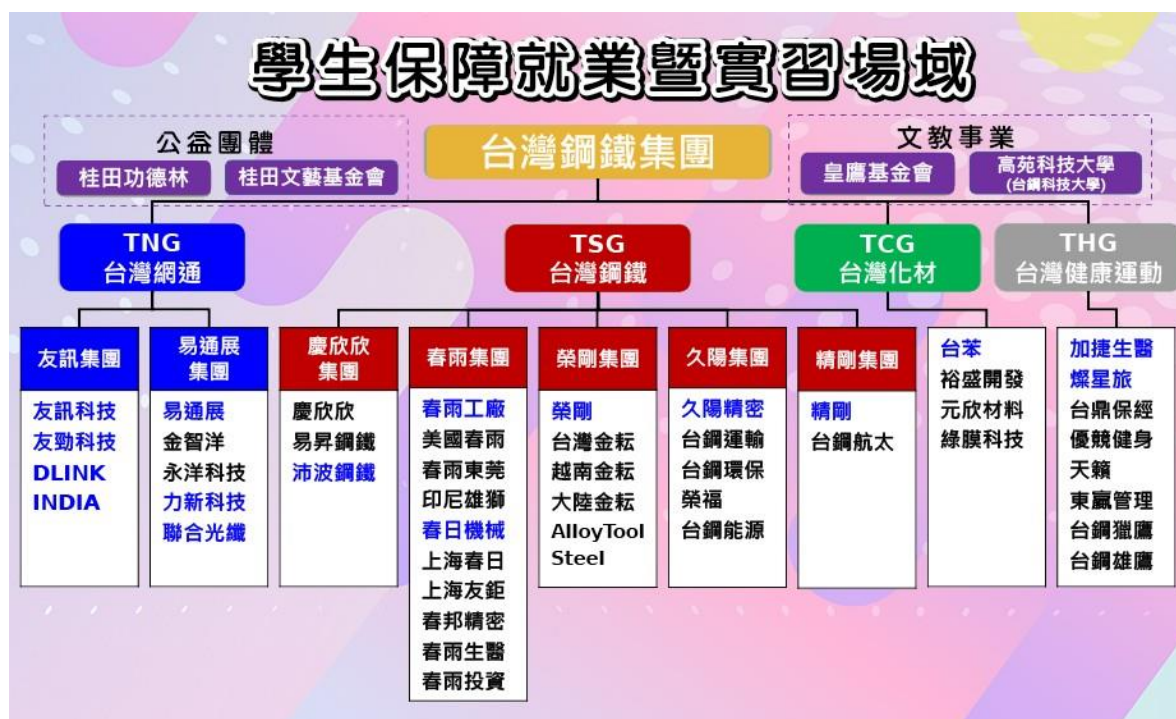 學生保障就業暨實習場域
公益團體
桂田功德林
桂田文藝基金會
台灣鋼鐵集團
文教事業
皇鷹基金會
高苑科技大學
(台鋼科技大學)
TNG
台灣網通
TSG
台灣鋼鐵
TCG
台灣化材
THG
台灣健康運動
友訊集團
友訊科技
友勁科技
DLINK
INDIA
易通展
集團
易通展
金智洋
永洋科技
力新科技
聯合光纖
慶欣欣
集團
慶欣欣
易昇鋼鐵
沛波鋼鐵
春雨集團
春雨工廠
美國春雨
春雨東莞
印尼雄獅
春日機械
上海春日
上海友鉅
春邦精密
春雨生醫
春雨投資
榮剛集團
榮剛
台灣金耘
越南金耘
大陸金耘
AlloyTool
Steel
久陽集團
久陽精密
台鋼運輸
台鋼環保
榮福
台鋼能源
精剛集團
精剛
台鋼航太
台苯
裕盛開發
元欣材料
綠膜科技
加捷生醫
燦星旅
台鼎保經
優競健身
天籟
東贏管理
台鋼獵鷹
台鋼雄鷹